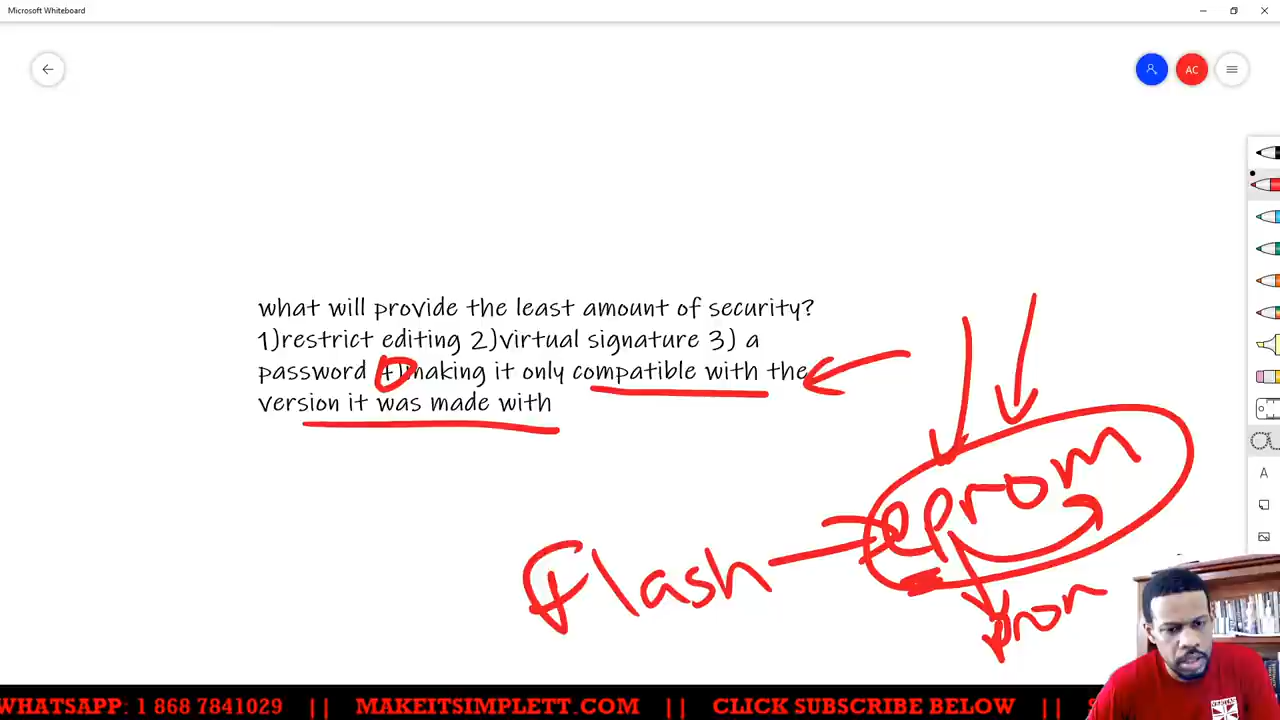 Microsoft Whiteboard
AC
what will provide the least amount of security?
1)restrict editing 2)virtual signature 3) a
password 4)making it only compatible with the
version it was made with
eprom
Flash
A
WHATSAPP: 1 868 7841029 || MAKEITSIMPLETT.COM || CLICK SUBSCRIBE BELOW ||